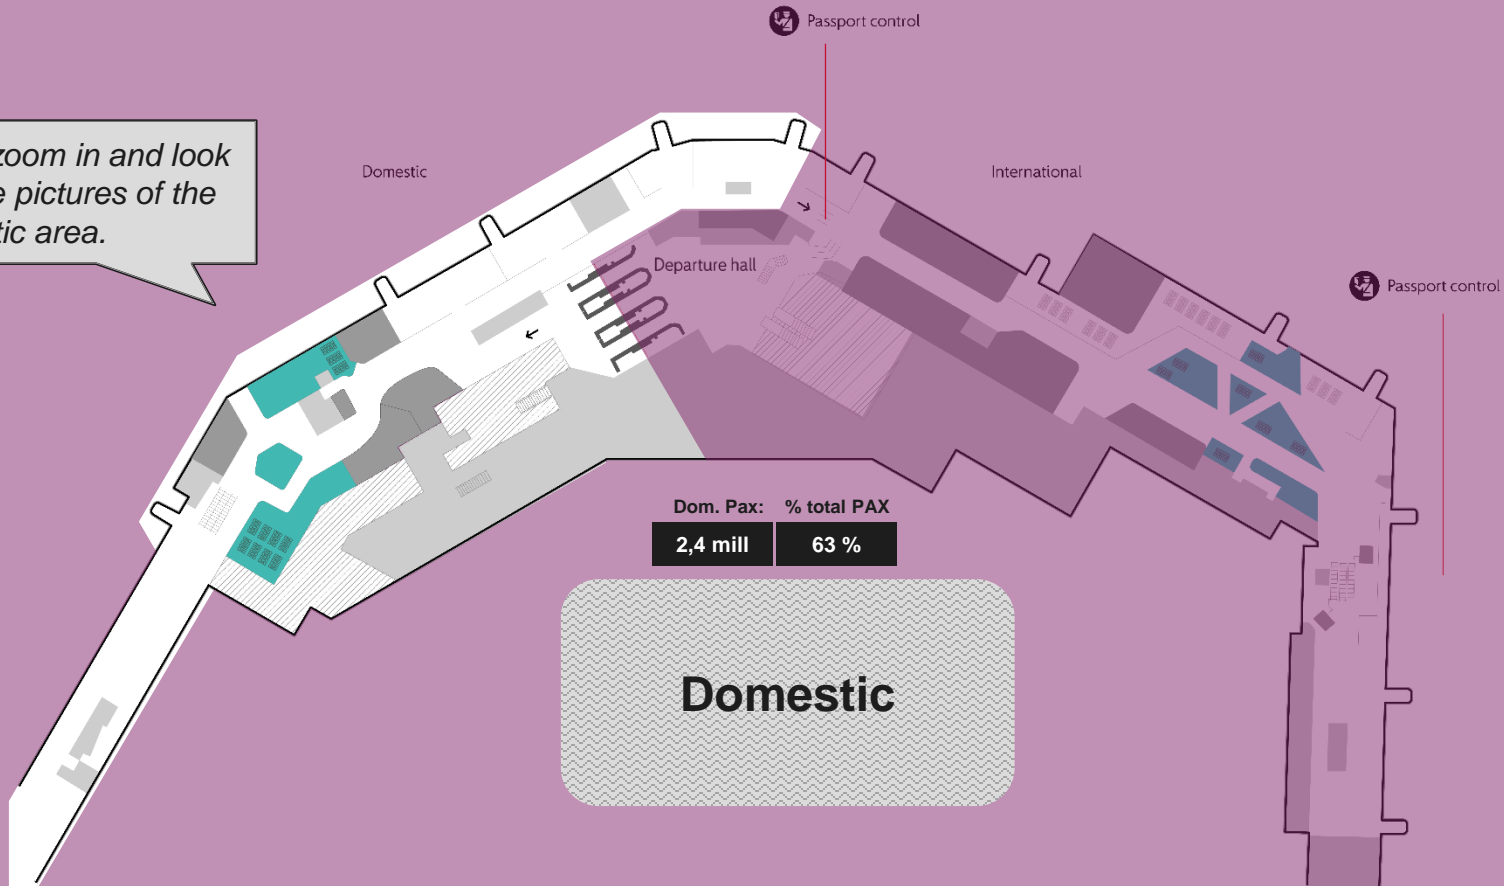 Passport control
zoom in and look
pictures of the
area.
Domestic
International
Departure hall
Passport control
Dom. Pax: % total PAX
2,4 mill 63 %
Domestic